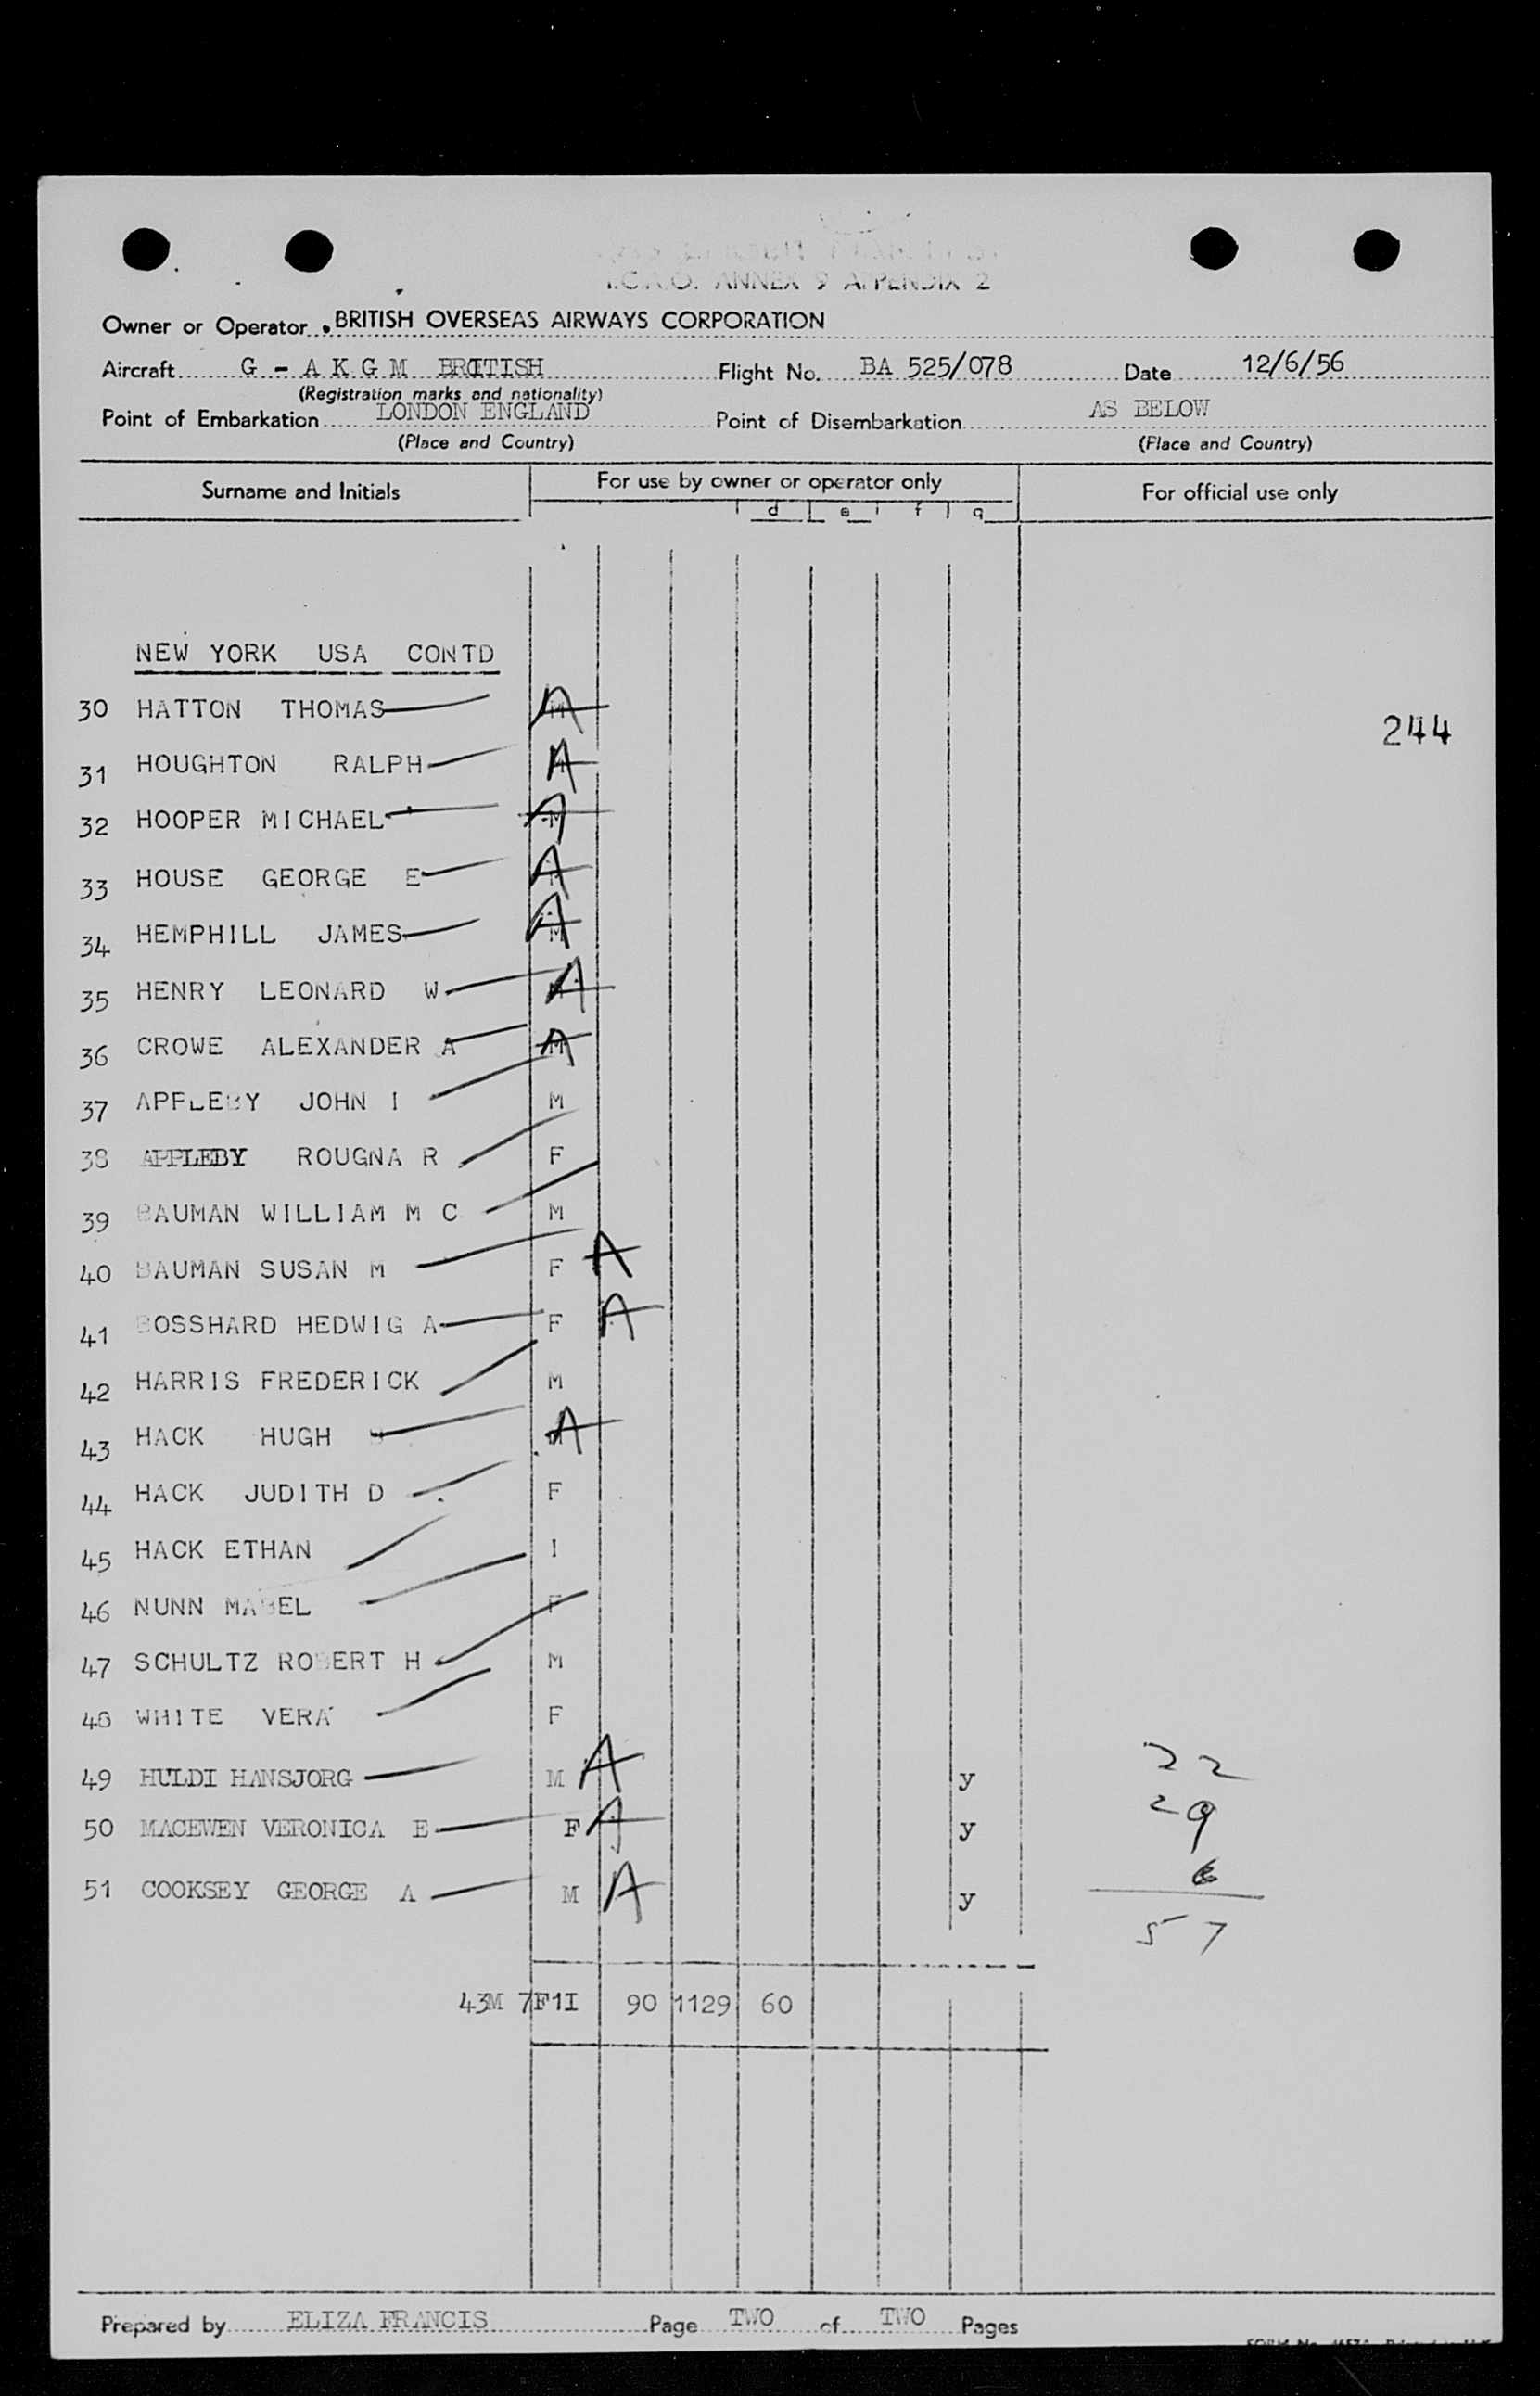 I.C.A.O. ANNEX 9 APPENDIX 2
Owner or Operator BRITISH OVERSEAS AIRWAYS CORPORATION
Aircraft G - A K G M BRITISH Flight No. BA 525/078 Date 12/6/56
(Registration marks and nationality)
Point of Embarkation LONDON ENGLAND Point of Disembarkation AS BELOW
(Place and Country) (Place and Country)
Surname and Initials For use by owner or operator only For official use only
d e f g
NEW YORK USA CONTD
30 HATTON THOMAS M A
244
31 HOUGHTON RALPH A
32 HOOPER MICHAEL M A
33 HOUSE GEORGE E A
34 HEMPHILL JAMES M A
35 HENRY LEONARD W M A
36 CROWE ALEXANDER A M A
37 APPLEBY JOHN I M
38 APPLEBY ROUGNA R F
39 BAUMAN WILLIAM M C M
40 BAUMAN SUSAN M F A
41 BOSSHARD HEDWIG A F A
42 HARRIS FREDERICK M
43 HACK HUGH M A
44 HACK JUDITH D F
45 HACK ETHAN I
46 NUNN MABEL F
47 SCHULTZ ROBERT H M
48 WHITE VERA F
49 HULDI HANSJORG M A y 22
50 MACEWEN VERONICA E F A y 29
51 COOKSEY GEORGE A M A y 6
57
43M 7F1I 90 1129 60
Prepared by ELIZA FRANCIS Page TWO of TWO Pages